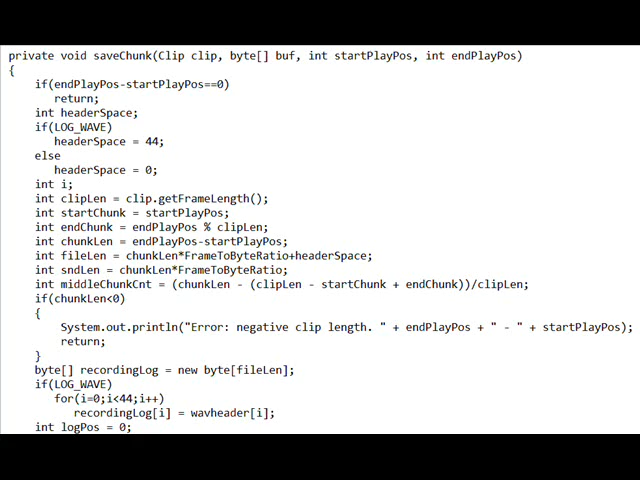 private void saveChunk(Clip clip, byte[] buf, int startPlayPos, int endPlayPos)
{
if(endPlayPos-startPlayPos==0)
return;
int headerSpace;
if(LOG_WAVE)
headerSpace = 44;
else
headerSpace = 0;
int i;
int clipLen = clip.getFrameLength();
int startChunk = startPlayPos;
int endChunk = endPlayPos % clipLen;
int chunkLen = endPlayPos-startPlayPos;
int fileLen = chunkLen*FrameToByteRatio+headerSpace;
int sndLen = chunkLen*FrameToByteRatio;
int middleChunkCnt = (chunkLen - (clipLen - startChunk + endChunk))/clipLen;
if(chunkLen<0)
{
System.out.println("Error: negative clip length. " + endPlayPos + " - " + startPlayPos);
return;
}
byte[] recordingLog = new byte[fileLen];
if(LOG_WAVE)
for(i=0;i<44;i++)
recordingLog[i] = wavheader[i];
int logPos = 0;